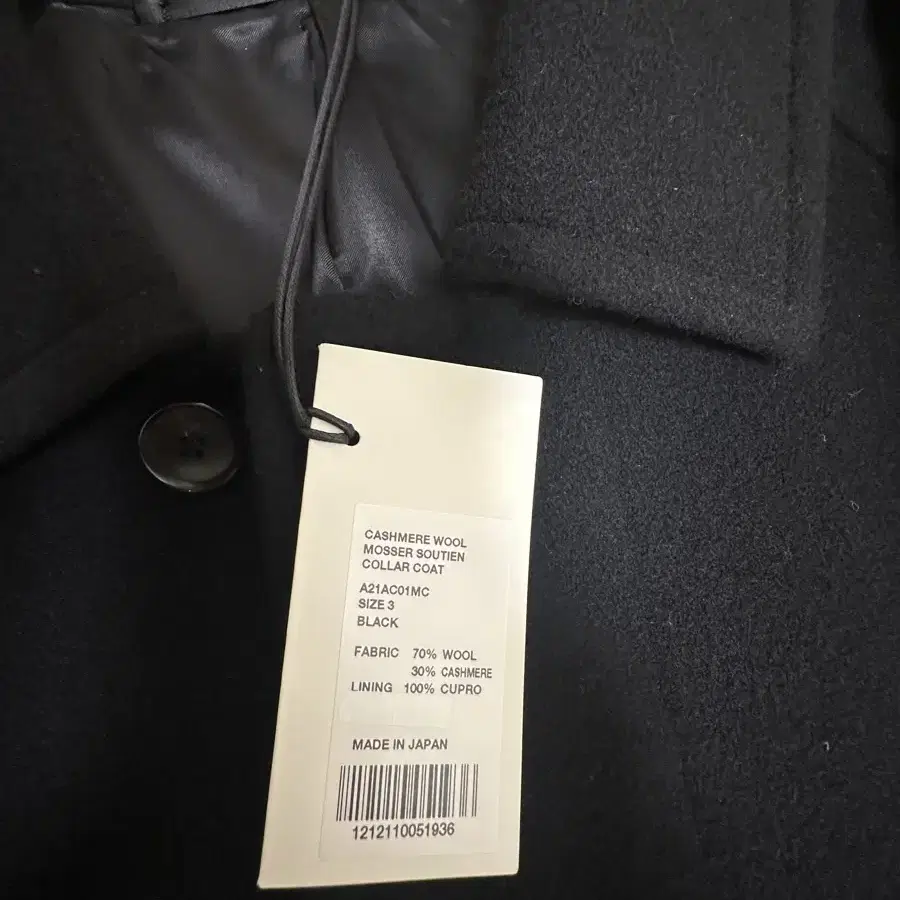 CASHMERE WOOL
MOSSER SOUTIEN
COLLAR COAT
A21AC01MC
SIZE 3
BLACK
FABRIC 70% WOOL
30% CASHMERE
LINING 100% CUPRO
MADE IN JAPAN
1212110051936